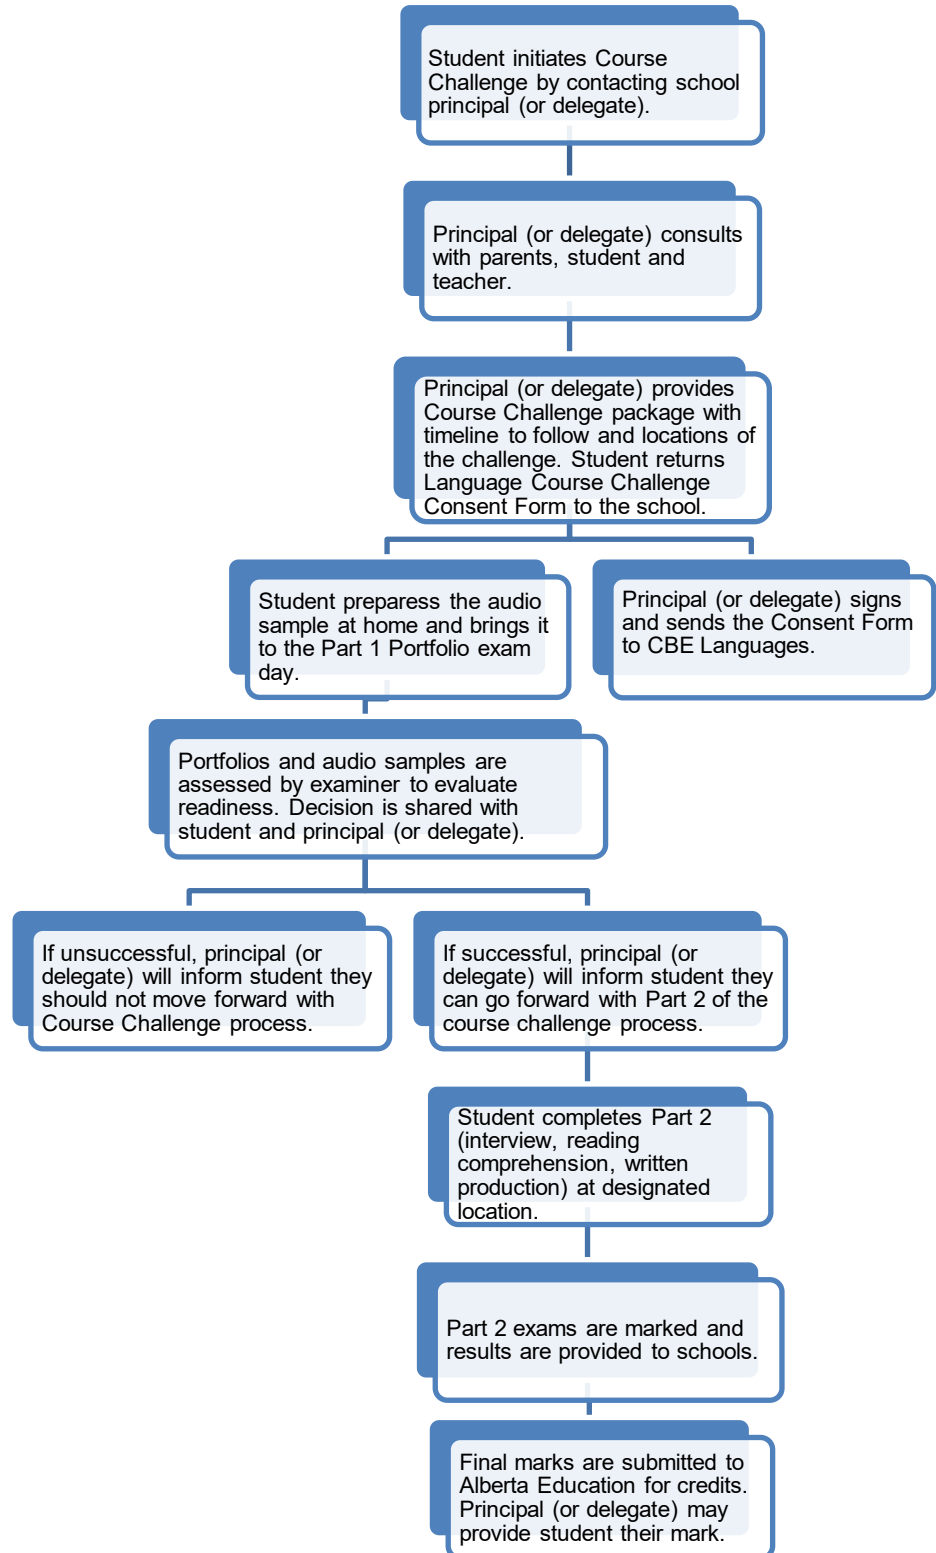 Student initiates Course
Challenge by contacting school
principal (or delegate).
Principal (or delegate) consults
with parents, student and
teacher.
Principal (or delegate) provides
Course Challenge package with
timeline to follow and locations of
the challenge. Student returns
Language Course Challenge
Consent Form to the school.
Student preparess the audio
sample at home and brings it
to the Part 1 Portfolio exam
day.
Principal (or delegate) signs
and sends the Consent Form
to CBE Languages.
Portfolios and audio samples are
assessed by examiner to evaluate
readiness. Decision is shared with
student and principal (or delegate).
If unsuccessful, principal (or
delegate) will inform student they
should not move forward with
Course Challenge process.
If successful, principal (or
delegate) will inform student they
can go forward with Part 2 of the
course challenge process.
Student completes Part 2
(interview, reading
comprehension, written
production) at designated
location.
Part 2 exams are marked and
results are provided to schools.
Final marks are submitted to
Alberta Education for credits.
Principal (or delegate) may
provide student their mark.